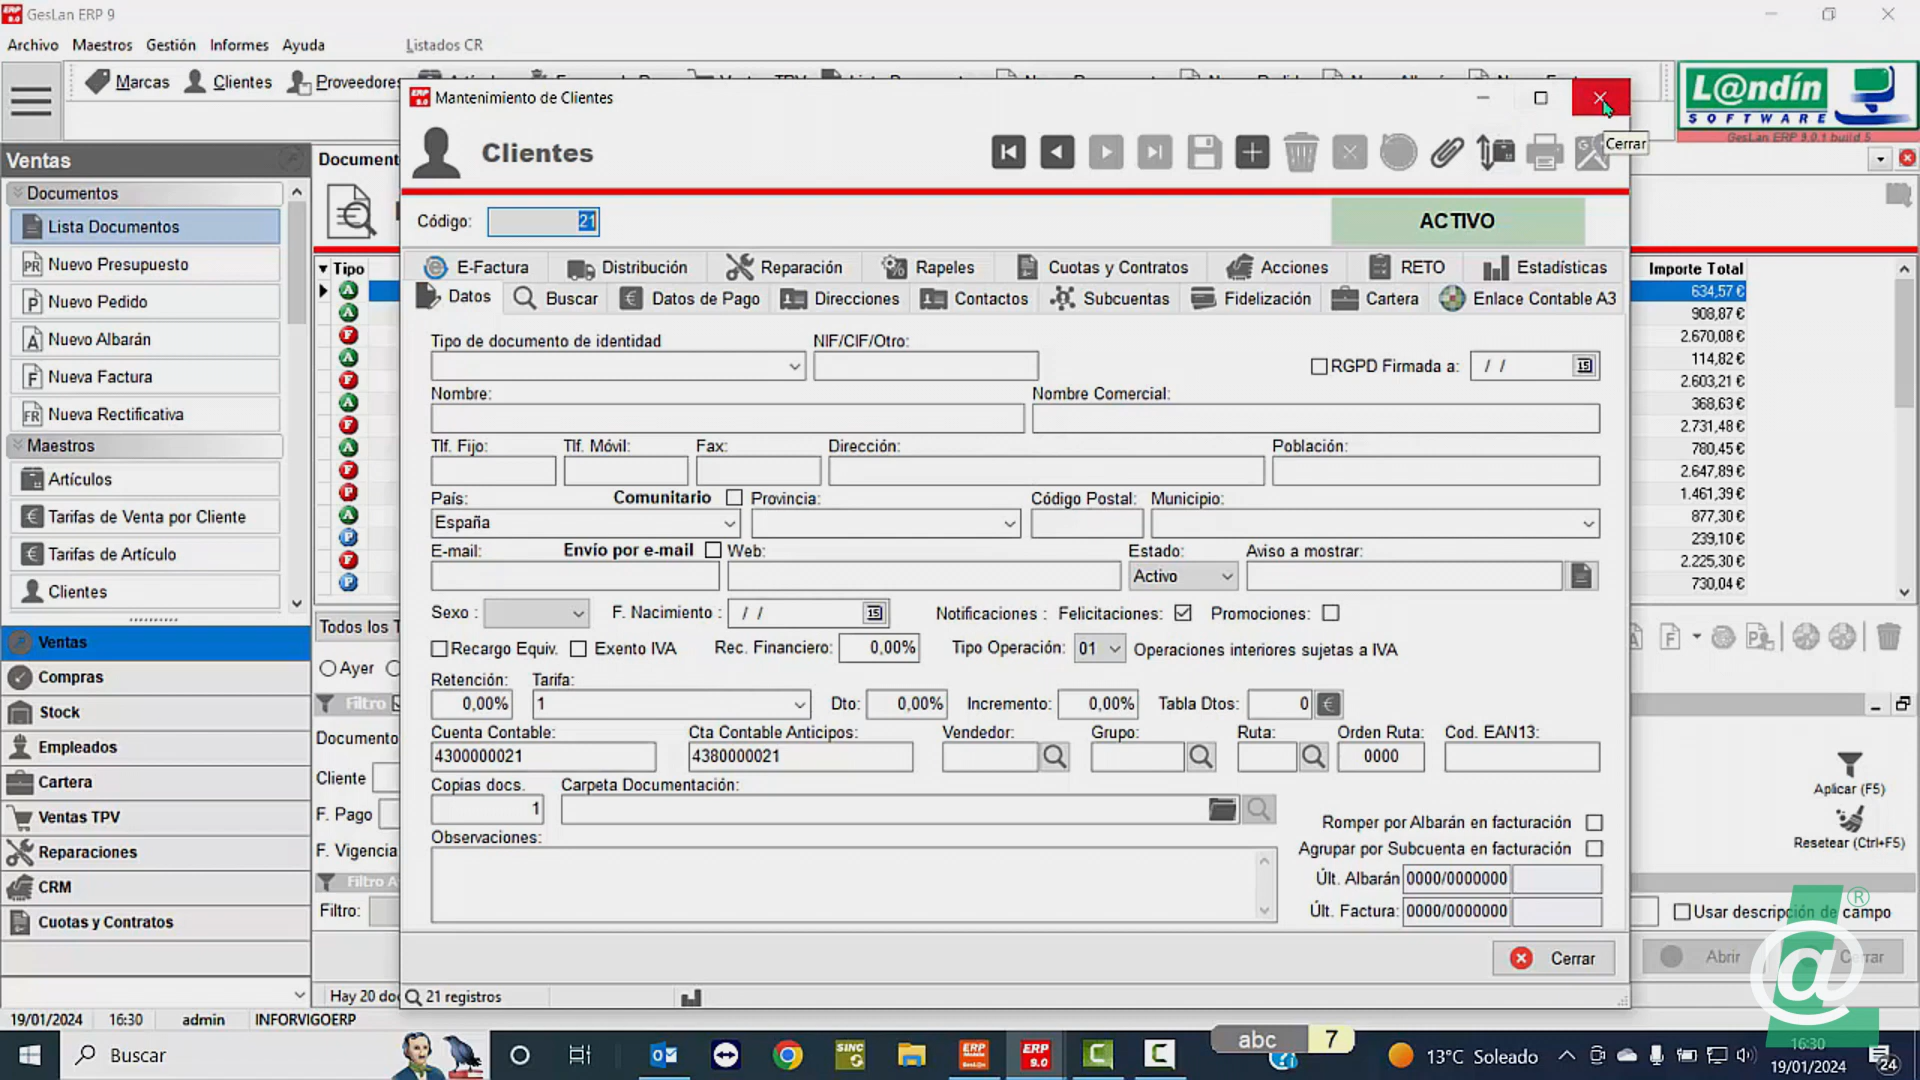 GesLan ERP 9
Archivo Maestros Gestión Informes Ayuda Listados CR
Marcas Clientes Proveedores
L@ndín
SOFTWARE
GesLan ERP 9.0.1 build 5
Mantenimiento de Clientes
Clientes
Cerrar
Ventas
Documentos
Lista Documentos
Nuevo Presupuesto
Nuevo Pedido
Nuevo Albarán
Nueva Factura
Nueva Rectificativa
Maestros
Artículos
Tarifas de Venta por Cliente
Tarifas de Artículo
Clientes
Ventas
Compras
Stock
Empleados
Cartera
Ventas TPV
Reparaciones
CRM
Cuotas y Contratos
Document
Tipo
Todos los T
Ayer
Filtro
Documento
Cliente
F. Pago
F. Vigencia
Filtro A
Filtro:
Hay 20 do
Código: 21 ACTIVO
E-Factura Distribución Reparación Rapeles Cuotas y Contratos Acciones RETO Estadísticas
Datos Buscar Datos de Pago Direcciones Contactos Subcuentas Fidelización Cartera Enlace Contable A3
Tipo de documento de identidad NIF/CIF/Otro:
RGPD Firmada a: / / 15
Nombre: Nombre Comercial:
Tlf. Fijo: Tlf. Móvil: Fax: Dirección: Población:
País: Comunitario Provincia: Código Postal: Municipio:
España
E-mail: Envío por e-mail Web: Estado: Aviso a mostrar:
Activo
Sexo : F. Nacimiento : / / 15 Notificaciones : Felicitaciones: Promociones:
Recargo Equiv. Exento IVA Rec. Financiero: 0,00% Tipo Operación: 01 Operaciones interiores sujetas a IVA
Retención: Tarifa:
0,00% 1 Dto: 0,00% Incremento: 0,00% Tabla Dtos: 0
Cuenta Contable: Cta Contable Anticipos: Vendedor: Grupo: Ruta: Orden Ruta: Cod. EAN13:
4300000021 4380000021 0000
Copias docs. Carpeta Documentación:
1
Observaciones:
Romper por Albarán en facturación
Agrupar por Subcuenta en facturación
Últ. Albarán 0000/0000000
Últ. Factura: 0000/0000000
Cerrar
21 registros
Importe Total
634,57 €
908,87 €
2.670,08 €
114,82 €
2.603,21 €
368,63 €
2.731,48 €
780,45 €
2.647,89 €
1.461,39 €
877,30 €
239,10 €
2.225,30 €
730,04 €
Aplicar (F5)
Resetear (Ctrl+F5)
Usar descripción de campo
Abrir
19/01/2024 16:30 admin INFORVIGOERP
Buscar
abc 7
13°C Soleado
16:30
19/01/2024
24